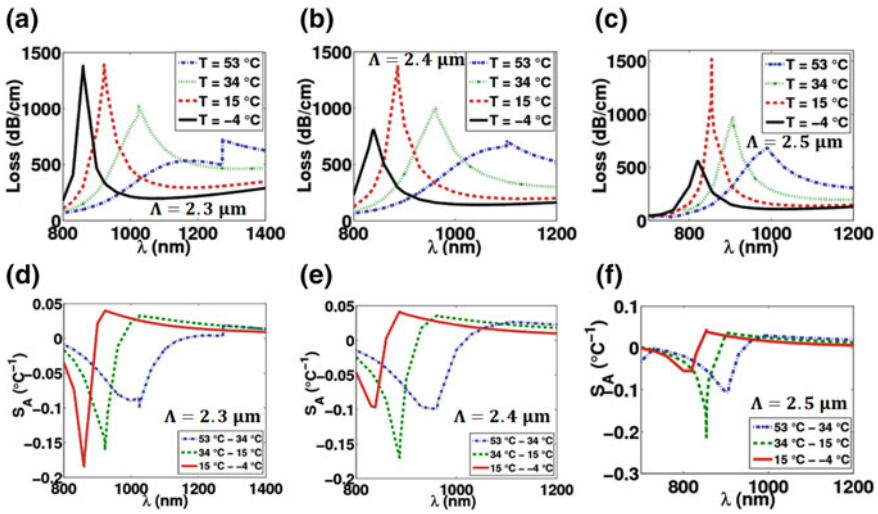 (a)
1500
1000
500
0
Loss (dB/cm)
T = 53 °C
T = 34 °C
T = 15 °C
T = −4 °C
Λ = 2.3 μm
800 1000 1200 1400
λ (nm)
(b)
1500
1000
500
0
Loss (dB/cm)
Λ = 2.4 μm
T = 53 °C
T = 34 °C
T = 15 °C
T = −4 °C
800 1000 1200
λ (nm)
(c)
1500
1000
500
0
Loss (dB/cm)
T = 53 °C
T = 34 °C
T = 15 °C
T = −4 °C
Λ = 2.5 μm
800 1000 1200
λ (nm)
(d)
0.05
0
−0.05
−0.1
−0.15
−0.2
S_A (°C⁻¹)
Λ = 2.3 μm
53 °C − 34 °C
34 °C − 15 °C
15 °C − −4 °C
800 1000 1200 1400
λ (nm)
(e)
0.05
0
−0.05
−0.1
−0.15
−0.2
S_A (°C⁻¹)
Λ = 2.4 μm
53 °C − 34 °C
34 °C − 15 °C
15 °C − −4 °C
800 1000 1200
λ (nm)
(f)
0.1
0
−0.1
−0.2
−0.3
S_A (°C⁻¹)
Λ = 2.5 μm
53 °C − 34 °C
34 °C − 15 °C
15 °C − −4 °C
800 1000 1200
λ (nm)